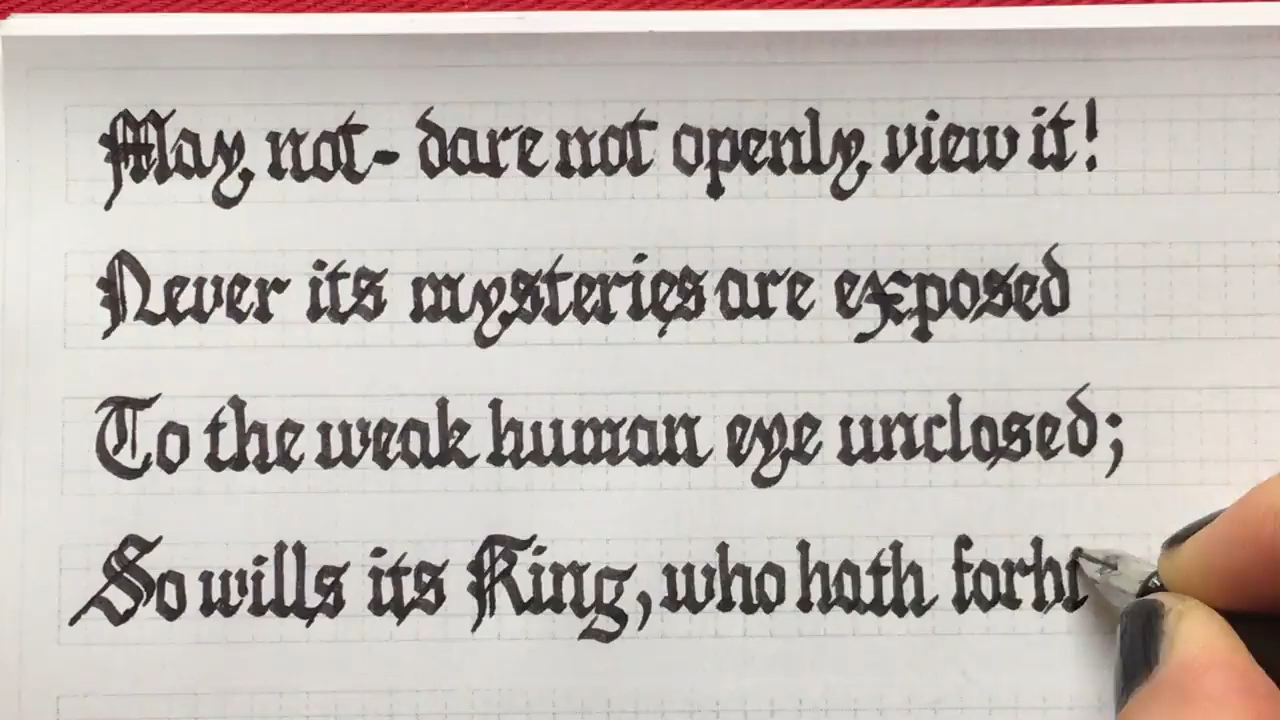 May not- dare not openly view it!
Never its mysteries are exposed
To the weak human eye unclosed;
So wills its King, who hath